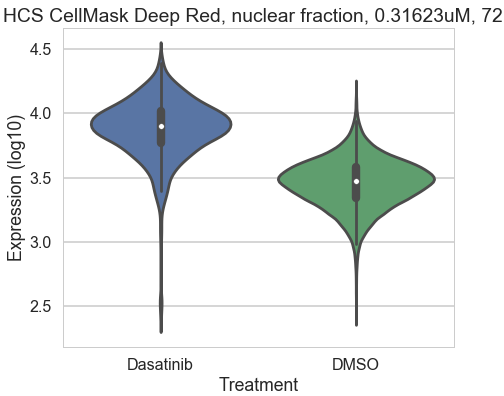 HCS CellMask Deep Red, nuclear fraction, 0.31623uM, 72
4.5
4.0
3.5
3.0
2.5
Expression (log10)
Dasatinib DMSO
Treatment